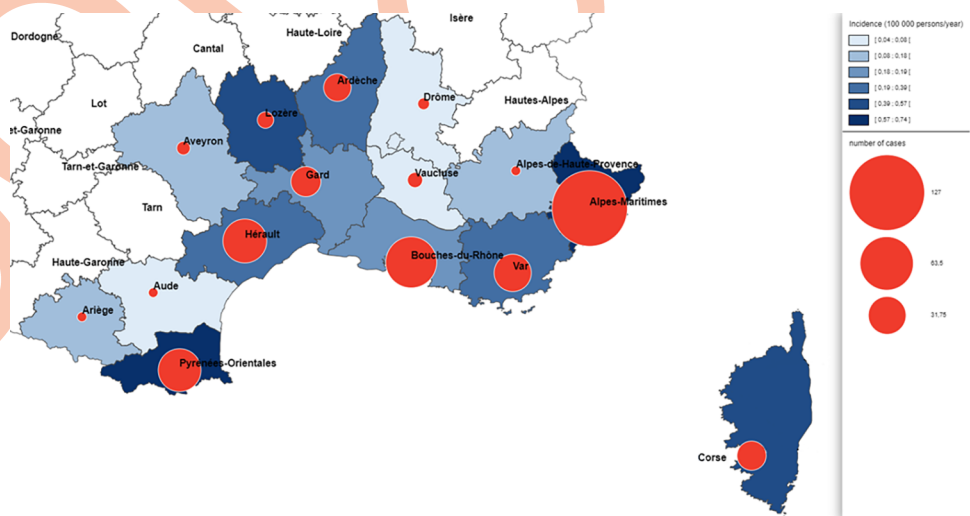 Isère
Dordogne
Haute-Loire
Cantal
Ardèche
Drôme
Hautes-Alpes
Lot
Lozère
et-Garonne
Aveyron
Tarn-et-Garonne
Gard
Vaucluse
Alpes-de-Haute-Provence
Alpes-Maritimes
Tarn
Hérault
Bouches-du-Rhône
Var
Haute-Garonne
Aude
Ariège
Pyrenées-Orientales
Corse
Incidence (100 000 persons/year)
[ 0.04 ; 0.08 [
[ 0.08 ; 0.18 [
[ 0.18 ; 0.19 [
[ 0.19 ; 0.39 [
[ 0.39 ; 0.57 [
[ 0.57 ; 0.74 ]
number of cases
127
63,5
31,75